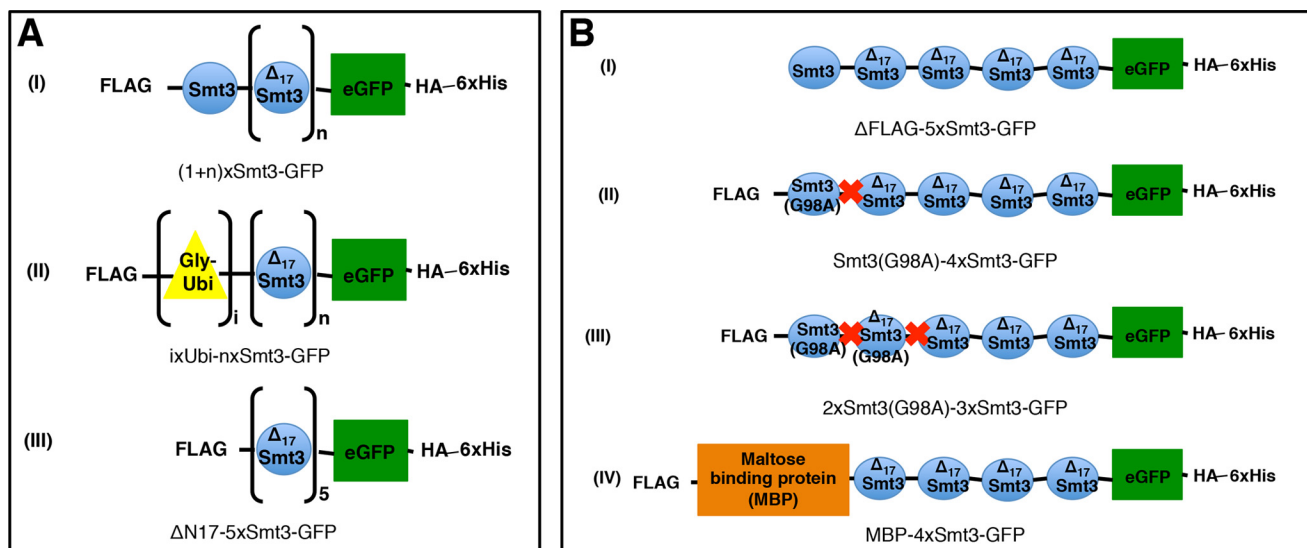 A
(I)
FLAG
Smt3
Δ17
Smt3
n
eGFP
HA–6xHis
(1+n)xSmt3-GFP
(II)
FLAG
Gly-
Ubi
i
Δ17
Smt3
n
eGFP
HA–6xHis
ixUbi-nxSmt3-GFP
(III)
FLAG
Δ17
Smt3
5
eGFP
HA–6xHis
ΔN17-5xSmt3-GFP
B
(I)
Smt3
Δ17
Smt3
Δ17
Smt3
Δ17
Smt3
Δ17
Smt3
eGFP
HA–6xHis
ΔFLAG-5xSmt3-GFP
(II)
FLAG
Smt3
(G98A)
Δ17
Smt3
Δ17
Smt3
Δ17
Smt3
Δ17
Smt3
eGFP
HA–6xHis
Smt3(G98A)-4xSmt3-GFP
(III)
FLAG
Smt3
(G98A)
Δ17
Smt3
(G98A)
Δ17
Smt3
Δ17
Smt3
Δ17
Smt3
eGFP
HA–6xHis
2xSmt3(G98A)-3xSmt3-GFP
(IV)
FLAG
Maltose
binding protein
(MBP)
Δ17
Smt3
Δ17
Smt3
Δ17
Smt3
Δ17
Smt3
eGFP
HA–6xHis
MBP-4xSmt3-GFP